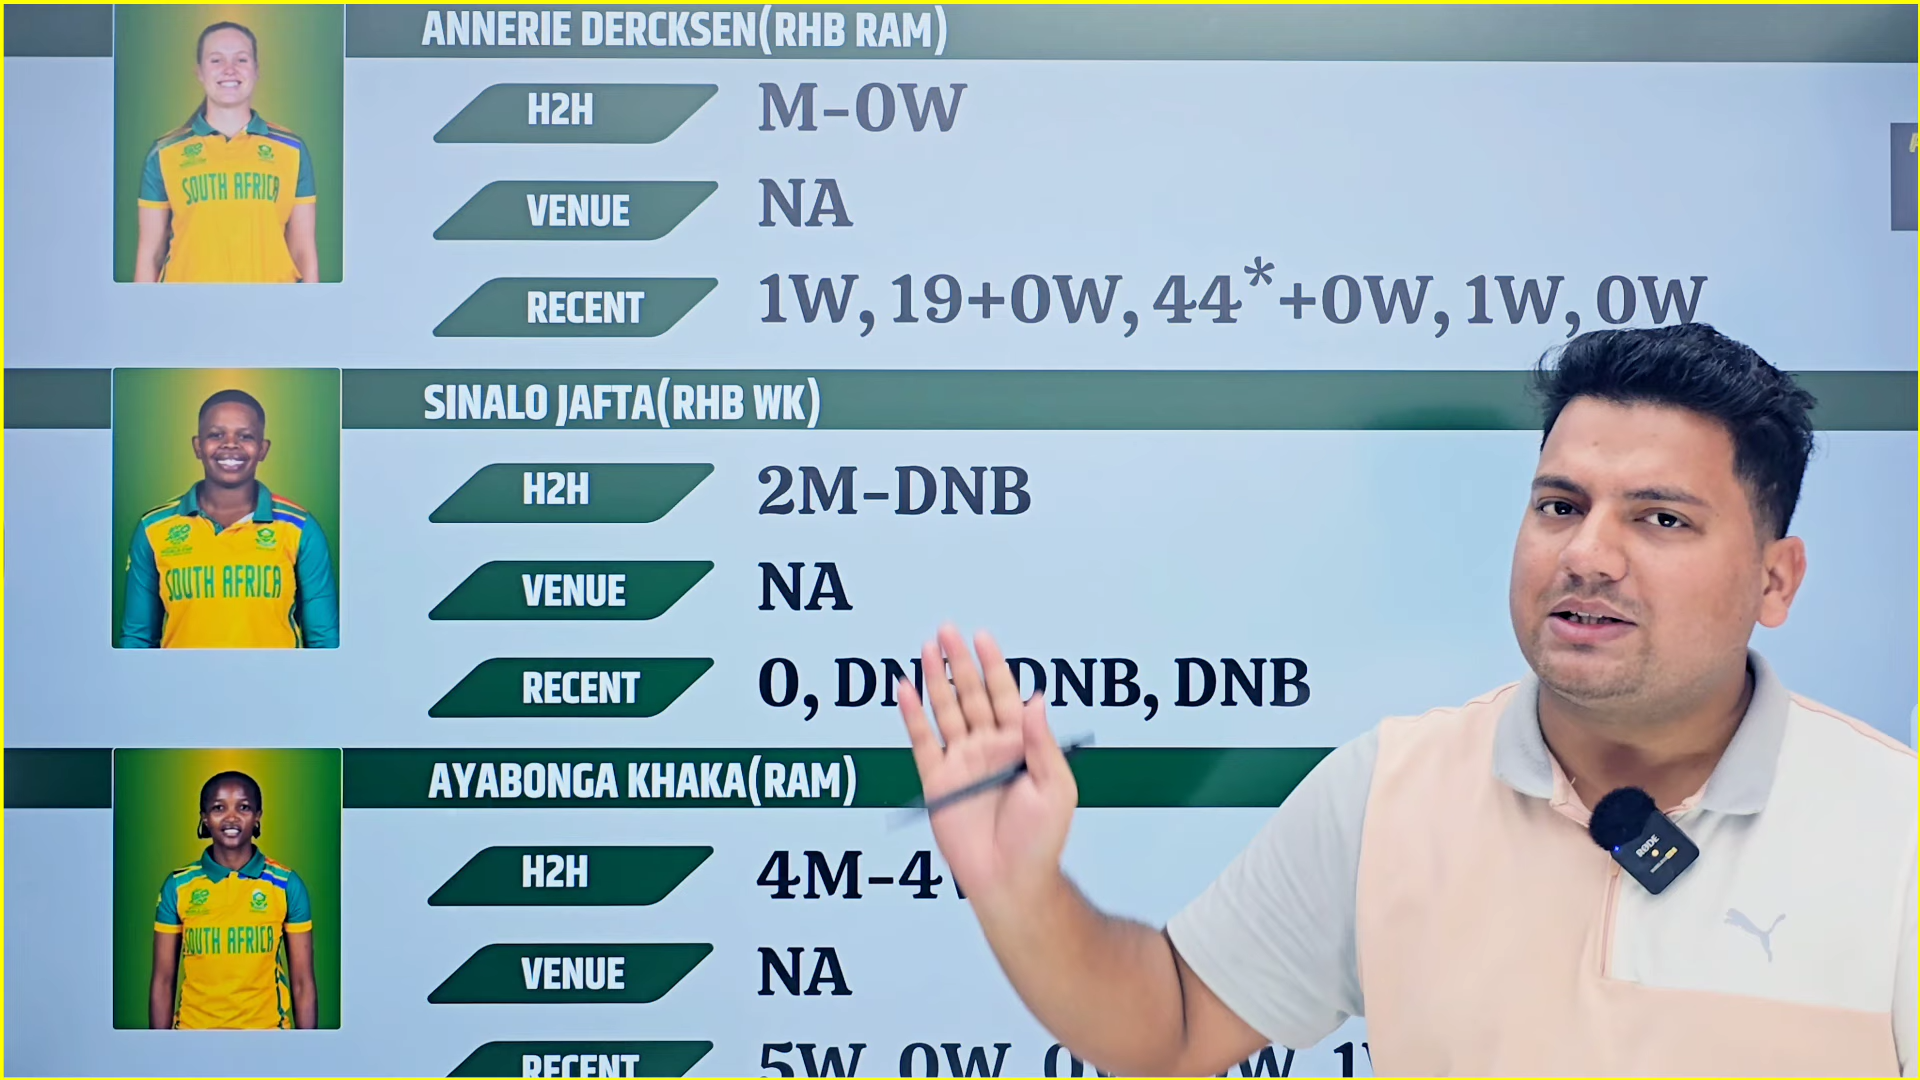 ANNERIE DERCKSEN(RHB RAM)
H2H M-0W
VENUE NA
RECENT 1W, 19+0W, 44*+0W, 1W, 0W
SOUTH AFRICA
SINALO JAFTA(RHB WK)
H2H 2M-DNB
VENUE NA
RECENT 0, DNB, DNB, DNB
SOUTH AFRICA
AYABONGA KHAKA(RAM)
H2H 4M-4
VENUE NA
RECENT 5W 0W
SOUTH AFRICA
RØDE